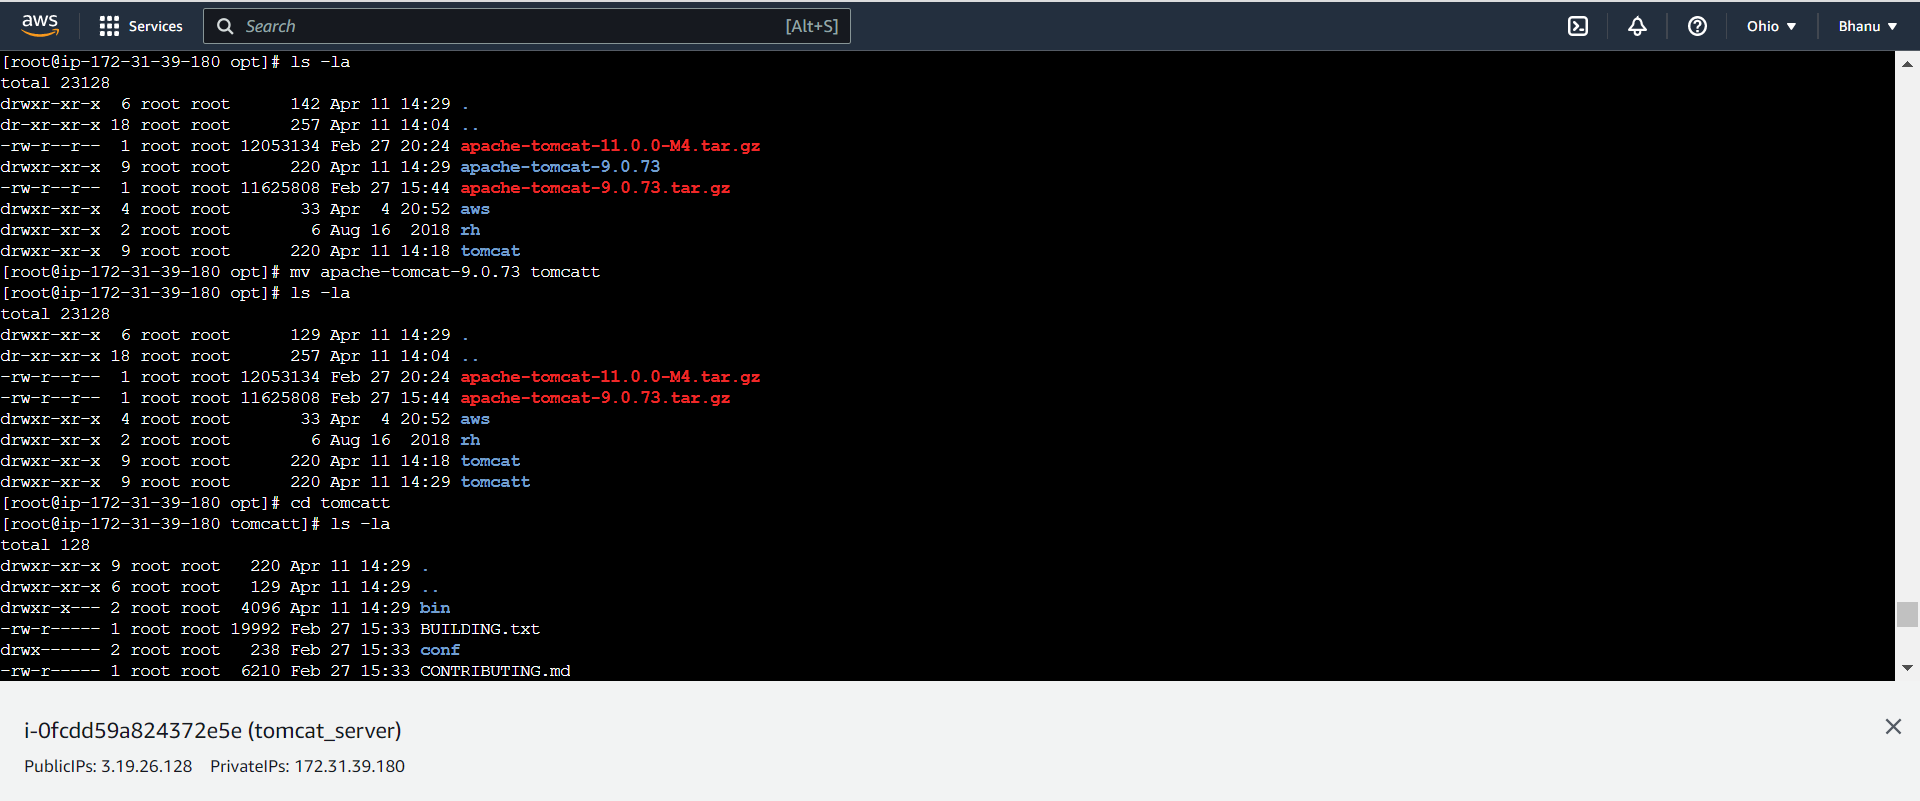 aws Services Search [Alt+S] Ohio Bhanu
[root@ip-172-31-39-180 opt]# ls -la
total 23128
drwxr-xr-x  6 root root      142 Apr 11 14:29 .
dr-xr-xr-x 18 root root      257 Apr 11 14:04 ..
-rw-r--r--  1 root root 12053134 Feb 27 20:24 apache-tomcat-11.0.0-M4.tar.gz
drwxr-xr-x  9 root root      220 Apr 11 14:29 apache-tomcat-9.0.73
-rw-r--r--  1 root root 11625808 Feb 27 15:44 apache-tomcat-9.0.73.tar.gz
drwxr-xr-x  4 root root       33 Apr  4 20:52 aws
drwxr-xr-x  2 root root        6 Aug 16  2018 rh
drwxr-xr-x  9 root root      220 Apr 11 14:18 tomcat
[root@ip-172-31-39-180 opt]# mv apache-tomcat-9.0.73 tomcatt
[root@ip-172-31-39-180 opt]# ls -la
total 23128
drwxr-xr-x  6 root root      129 Apr 11 14:29 .
dr-xr-xr-x 18 root root      257 Apr 11 14:04 ..
-rw-r--r--  1 root root 12053134 Feb 27 20:24 apache-tomcat-11.0.0-M4.tar.gz
-rw-r--r--  1 root root 11625808 Feb 27 15:44 apache-tomcat-9.0.73.tar.gz
drwxr-xr-x  4 root root       33 Apr  4 20:52 aws
drwxr-xr-x  2 root root        6 Aug 16  2018 rh
drwxr-xr-x  9 root root      220 Apr 11 14:18 tomcat
drwxr-xr-x  9 root root      220 Apr 11 14:29 tomcatt
[root@ip-172-31-39-180 opt]# cd tomcatt
[root@ip-172-31-39-180 tomcatt]# ls -la
total 128
drwxr-xr-x 9 root root   220 Apr 11 14:29 .
drwxr-xr-x 6 root root   129 Apr 11 14:29 ..
drwxr-x--- 2 root root  4096 Apr 11 14:29 bin
-rw-r----- 1 root root 19992 Feb 27 15:33 BUILDING.txt
drwx------ 2 root root   238 Feb 27 15:33 conf
-rw-r----- 1 root root  6210 Feb 27 15:33 CONTRIBUTING.md
i-0fcdd59a824372e5e (tomcat_server)
PublicIPs: 3.19.26.128 PrivateIPs: 172.31.39.180